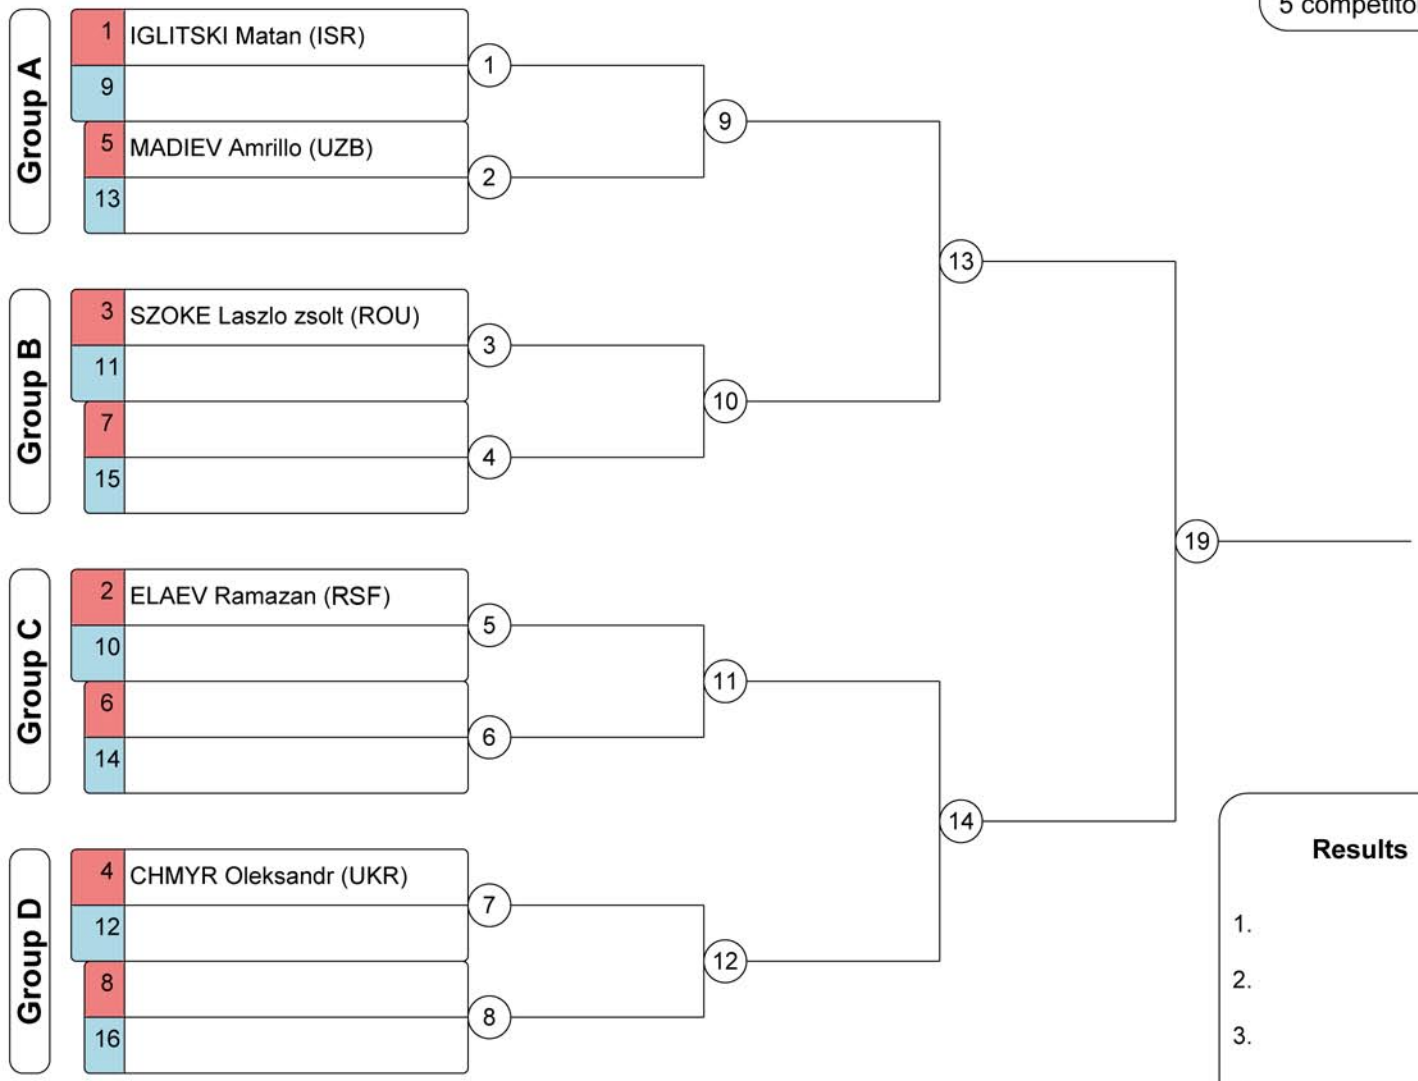 5 competito
Group A
1 IGLITSKI Matan (ISR)
9
5 MADIEV Amrillo (UZB)
13
1
2
9
Group B
3 SZOKE Laszlo zsolt (ROU)
11
7
15
3
4
10
13
Group C
2 ELAEV Ramazan (RSF)
10
6
14
5
6
11
Group D
4 CHMYR Oleksandr (UKR)
12
8
16
7
8
12
14
19
Results
1.
2.
3.